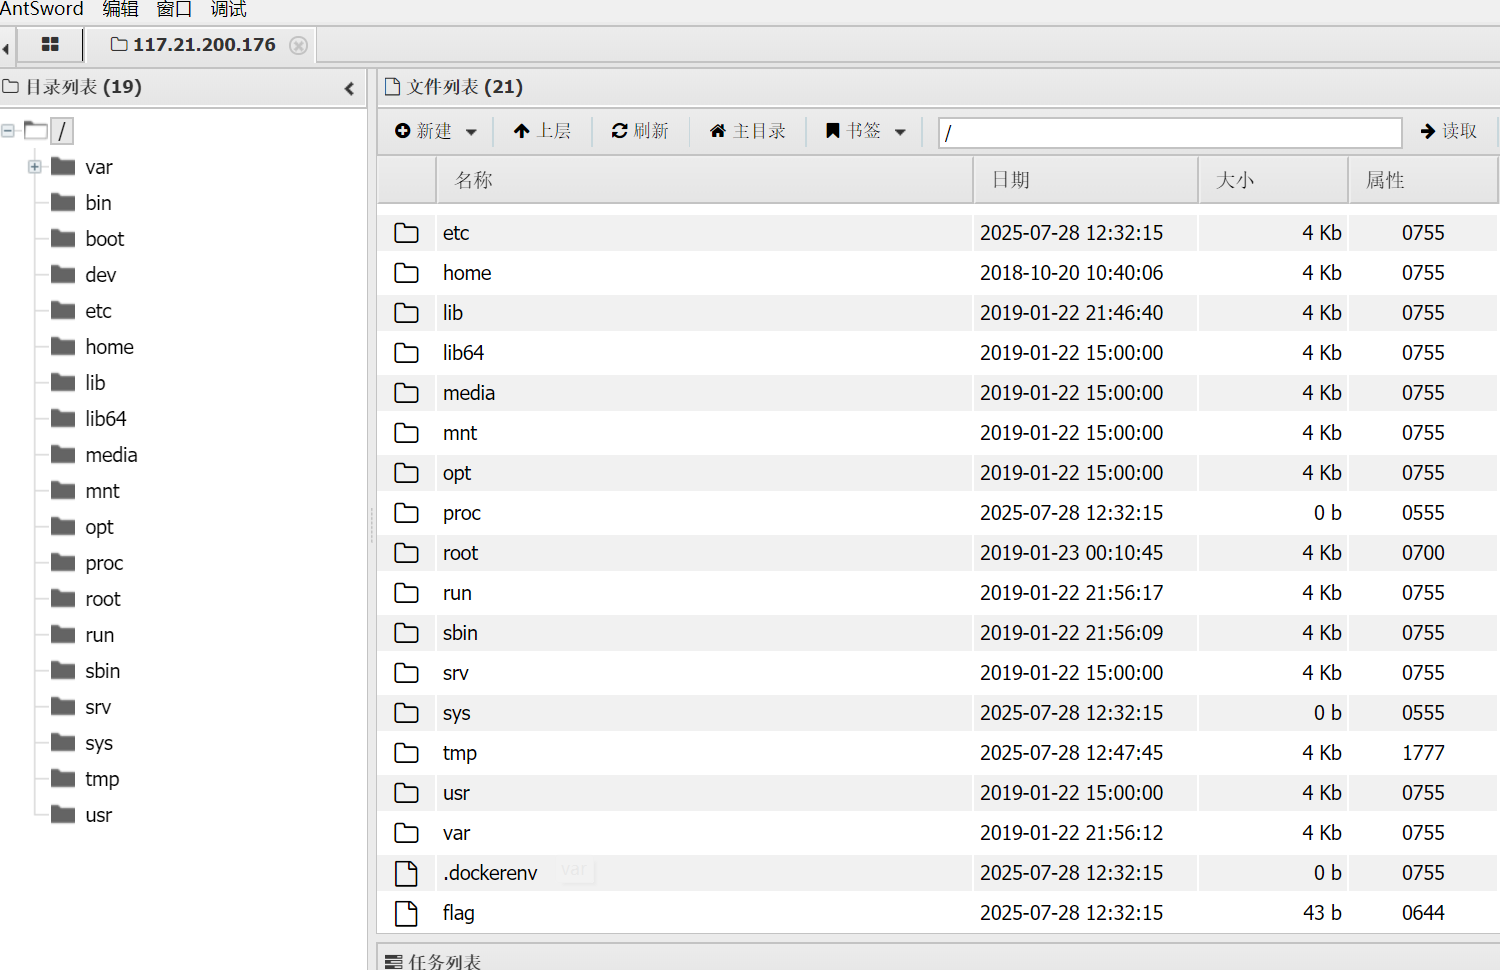 AntSword 编辑 窗口 调试
117.21.200.176
目录列表 (19)
/
var
bin
boot
dev
etc
home
lib
lib64
media
mnt
opt
proc
root
run
sbin
srv
sys
tmp
usr
文件列表 (21)
新建 上层 刷新 主目录 书签 / 读取
名称 日期 大小 属性
etc 2025-07-28 12:32:15 4 Kb 0755
home 2018-10-20 10:40:06 4 Kb 0755
lib 2019-01-22 21:46:40 4 Kb 0755
lib64 2019-01-22 15:00:00 4 Kb 0755
media 2019-01-22 15:00:00 4 Kb 0755
mnt 2019-01-22 15:00:00 4 Kb 0755
opt 2019-01-22 15:00:00 4 Kb 0755
proc 2025-07-28 12:32:15 0 b 0555
root 2019-01-23 00:10:45 4 Kb 0700
run 2019-01-22 21:56:17 4 Kb 0755
sbin 2019-01-22 21:56:09 4 Kb 0755
srv 2019-01-22 15:00:00 4 Kb 0755
sys 2025-07-28 12:32:15 0 b 0555
tmp 2025-07-28 12:47:45 4 Kb 1777
usr 2019-01-22 15:00:00 4 Kb 0755
var 2019-01-22 21:56:12 4 Kb 0755
.dockerenv var 2025-07-28 12:32:15 0 b 0755
flag 2025-07-28 12:32:15 43 b 0644
任务列表